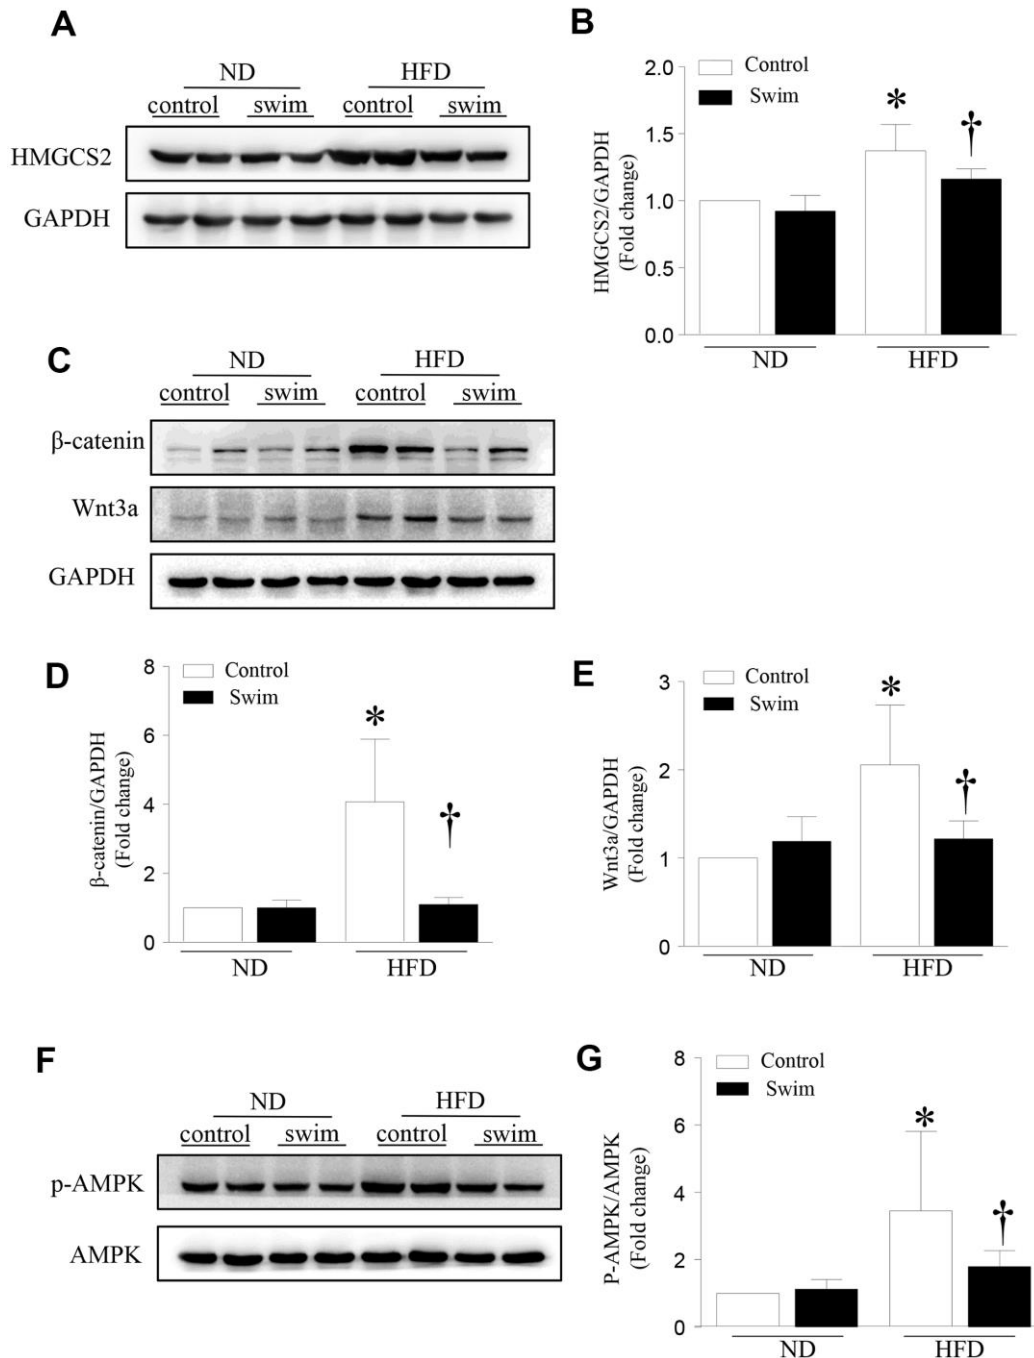 A
ND HFD
control swim control swim
HMGCS2
GAPDH
B
Control
Swim
HMGCS2/GAPDH
(Fold change)
2.0
1.5
1.0
0.5
0.0
*
†
ND HFD
C
ND HFD
control swim control swim
β-catenin
Wnt3a
GAPDH
D
Control
Swim
β-catenin/GAPDH
(Fold change)
8
6
4
2
0
*
†
ND HFD
E
Control
Swim
Wnt3a/GAPDH
(Fold change)
3
2
1
0
*
†
ND HFD
F
ND HFD
control swim control swim
p-AMPK
AMPK
G
Control
Swim
P-AMPK/AMPK
(Fold change)
8
6
4
2
0
*
†
ND HFD